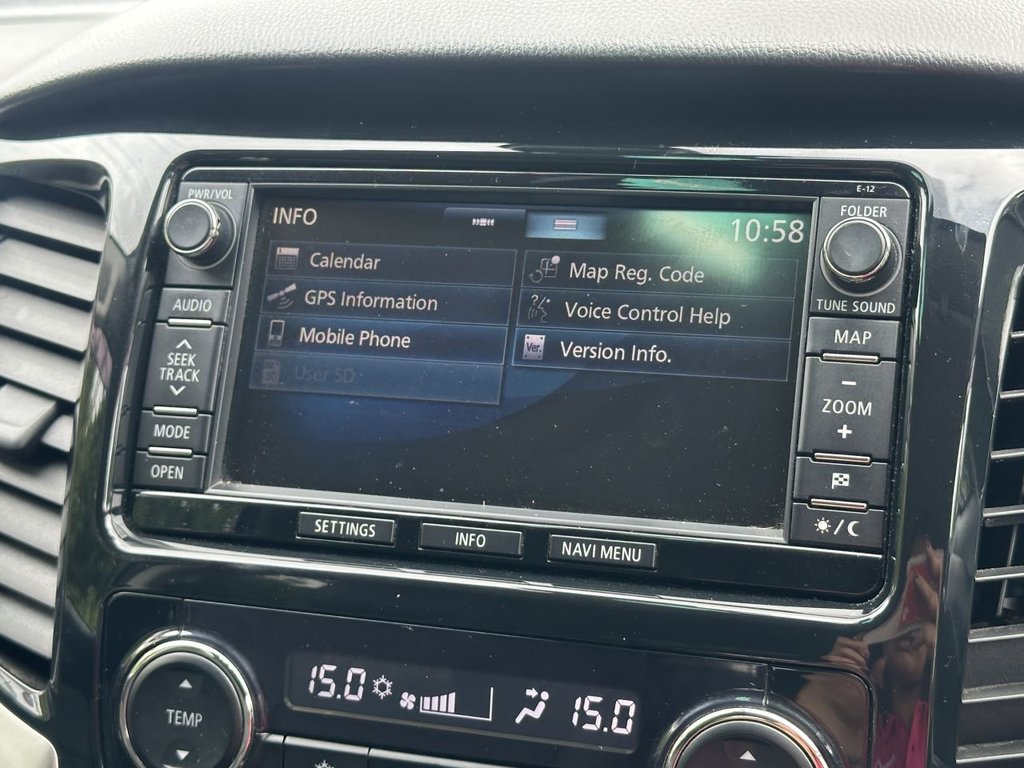 PWR/VOL
E-12
INFO
10:58
FOLDER
Calendar
Map Reg. Code
GPS Information
Voice Control Help
Mobile Phone
Ver.
Version Info.
User SD
AUDIO
SEEK
TRACK
MODE
OPEN
TUNE SOUND
MAP
-
ZOOM
+
SETTINGS
INFO
NAVI MENU
15.0
15.0
TEMP